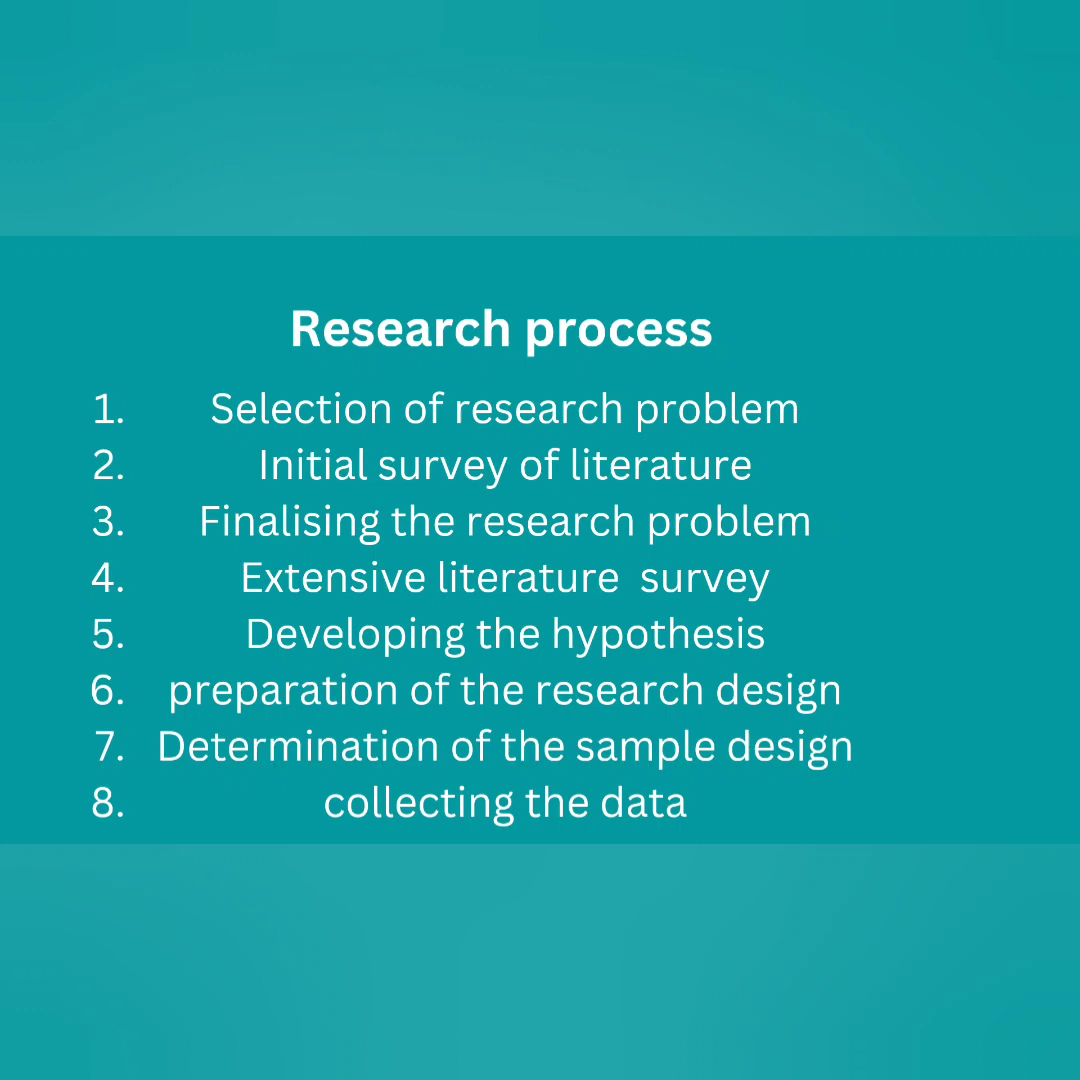 Research process
1. Selection of research problem
2. Initial survey of literature
3. Finalising the research problem
4. Extensive literature  survey
5. Developing the hypothesis
6. preparation of the research design
7. Determination of the sample design
8. collecting the data